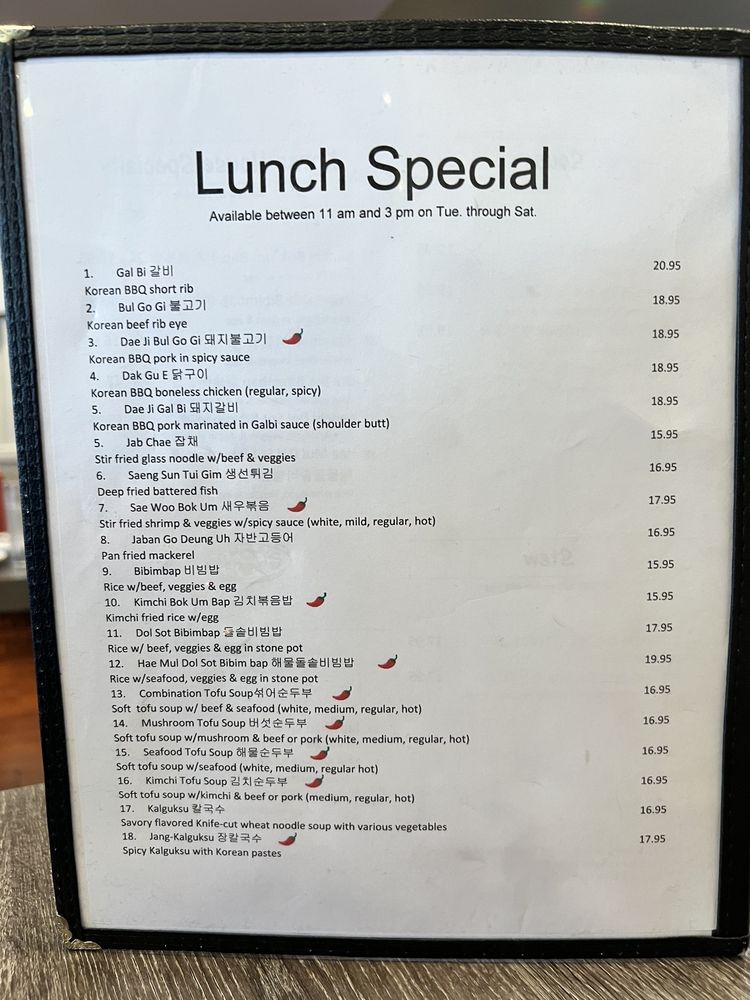 Lunch Special
Available between 11 am and 3 pm on Tue. through Sat.
1. Gal Bi 갈비 20.95
Korean BBQ short rib
2. Bul Go Gi 불고기 18.95
Korean beef rib eye
3. Dae Ji Bul Go Gi 돼지불고기 18.95
Korean BBQ pork in spicy sauce
4. Dak Gu E 닭구이 18.95
Korean BBQ boneless chicken (regular, spicy)
5. Dae Ji Gal Bi 돼지갈비 18.95
Korean BBQ pork marinated in Galbi sauce (shoulder butt)
5. Jab Chae 잡채 15.95
Stir fried glass noodle w/beef & veggies
6. Saeng Sun Tui Gim 생선튀김 16.95
Deep fried battered fish
7. Sae Woo Bok Um 새우볶음 17.95
Stir fried shrimp & veggies w/spicy sauce (white, mild, regular, hot)
8. Jaban Go Deung Uh 자반고등어 16.95
Pan fried mackerel
9. Bibimbap 비빔밥 15.95
Rice w/beef, veggies & egg
10. Kimchi Bok Um Bap 김치볶음밥 15.95
Kimchi fried rice w/egg
11. Dol Sot Bibimbap 돌솥비빔밥 17.95
Rice w/ beef, veggies & egg in stone pot
12. Hae Mul Dol Sot Bibim bap 해물돌솥비빔밥 19.95
Rice w/seafood, veggies & egg in stone pot
13. Combination Tofu Soup섞어순두부 16.95
Soft tofu soup w/ beef & seafood (white, medium, regular, hot)
14. Mushroom Tofu Soup 버섯순두부 16.95
Soft tofu soup w/mushroom & beef or pork (white, medium, regular, hot)
15. Seafood Tofu Soup 해물순두부 16.95
Soft tofu soup w/seafood (white, medium, regular hot)
16. Kimchi Tofu Soup 김치순두부 16.95
Soft tofu soup w/kimchi & beef or pork (medium, regular, hot)
17. Kalguksu 칼국수 16.95
Savory flavored Knife-cut wheat noodle soup with various vegetables
18. Jang-Kalguksu 장칼국수 17.95
Spicy Kalguksu with Korean pastes